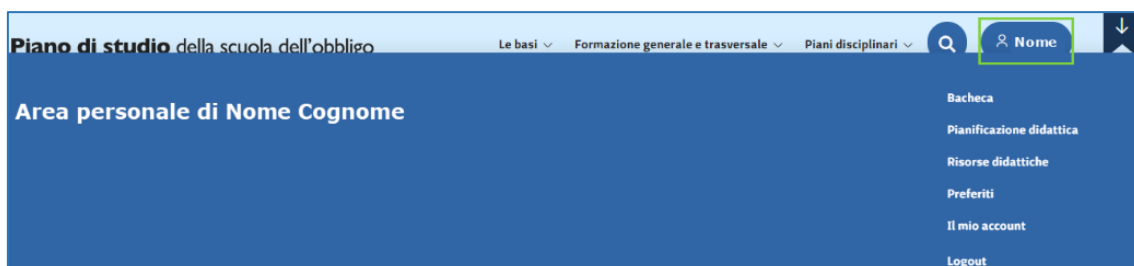 Piano di studio della scuola dell'obbligo
Le basi
Formazione generale e trasversale
Piani disciplinari
Nome
Area personale di Nome Cognome
Bacheca
Pianificazione didattica
Risorse didattiche
Preferiti
Il mio account
Logout